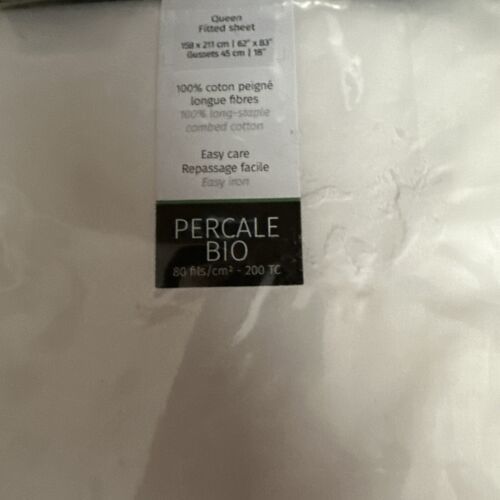 Queen
Fitted sheet
158 x 211 cm | 62" x 83"
Gussets 45 cm | 18"
100% coton peigné
longue fibres
100% long-staple
combed cotton
Easy care
Repassage facile
Easy iron
PERCALE
BIO
80 fils/cm² - 200 TC